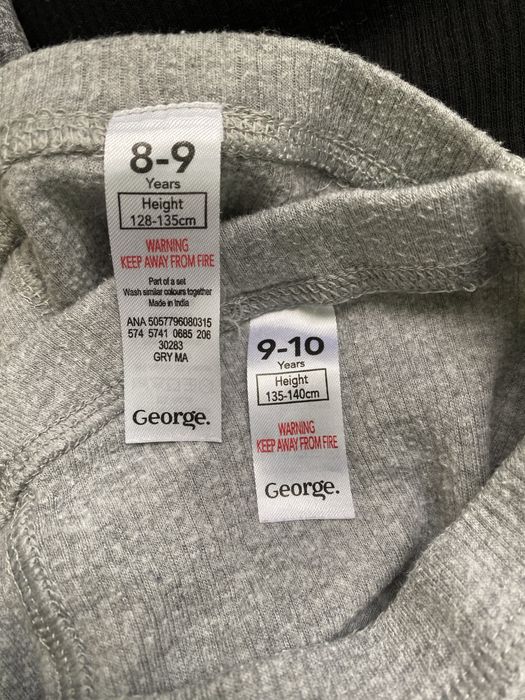 8-9
Years
Height
128-135cm
WARNING
KEEP AWAY FROM FIRE
Part of a set
Wash similar colours together
Made in India
ANA 5057796080315
574 5741 0685 206
30283
GRY MA
George.
9-10
Years
Height
135-140cm
WARNING
KEEP AWAY FROM FIRE
George.